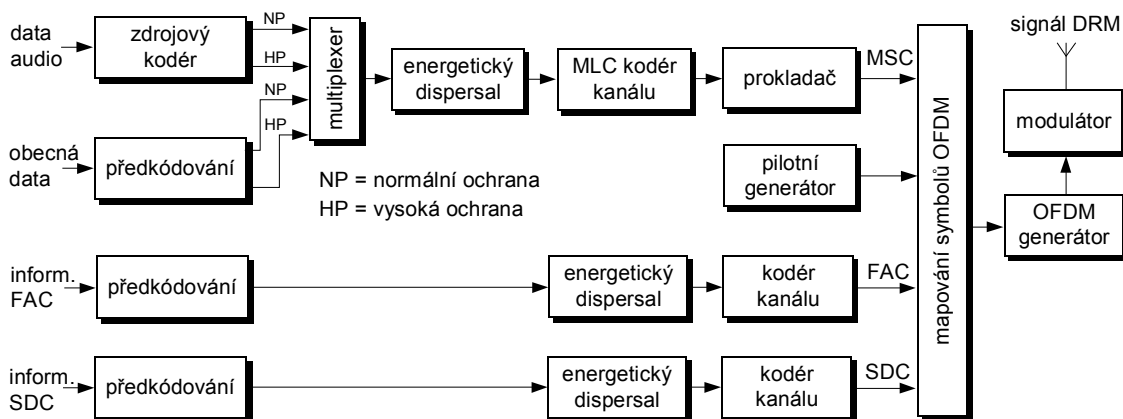 data
audio
zdrojový
kodér
NP
HP
NP
HP
multiplexer
energetický
dispersal
MLC kodér
kanálu
prokladač
MSC
signál DRM
modulátor
obecná
data
předkódování
NP = normální ochrana
HP = vysoká ochrana
pilotní
generátor
mapování symbolů OFDM
OFDM
generátor
inform.
FAC
předkódování
energetický
dispersal
kodér
kanálu
FAC
inform.
SDC
předkódování
energetický
dispersal
kodér
kanálu
SDC